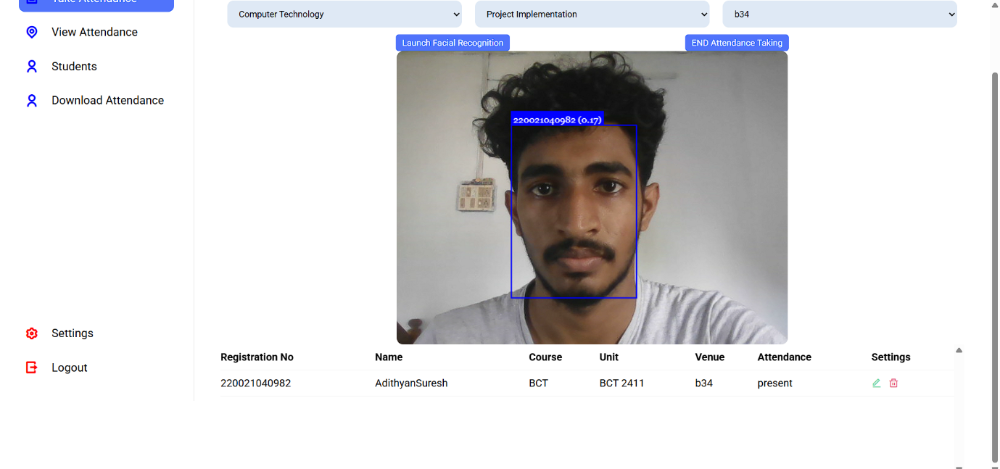 Take Attendance
View Attendance
Students
Download Attendance
Settings
Logout
Computer Technology
Project Implementation
b34
Launch Facial Recognition
END Attendance Taking
220021040982 (0.17)
Registration No Name Course Unit Venue Attendance Settings
220021040982 AdithyanSuresh BCT BCT 2411 b34 present